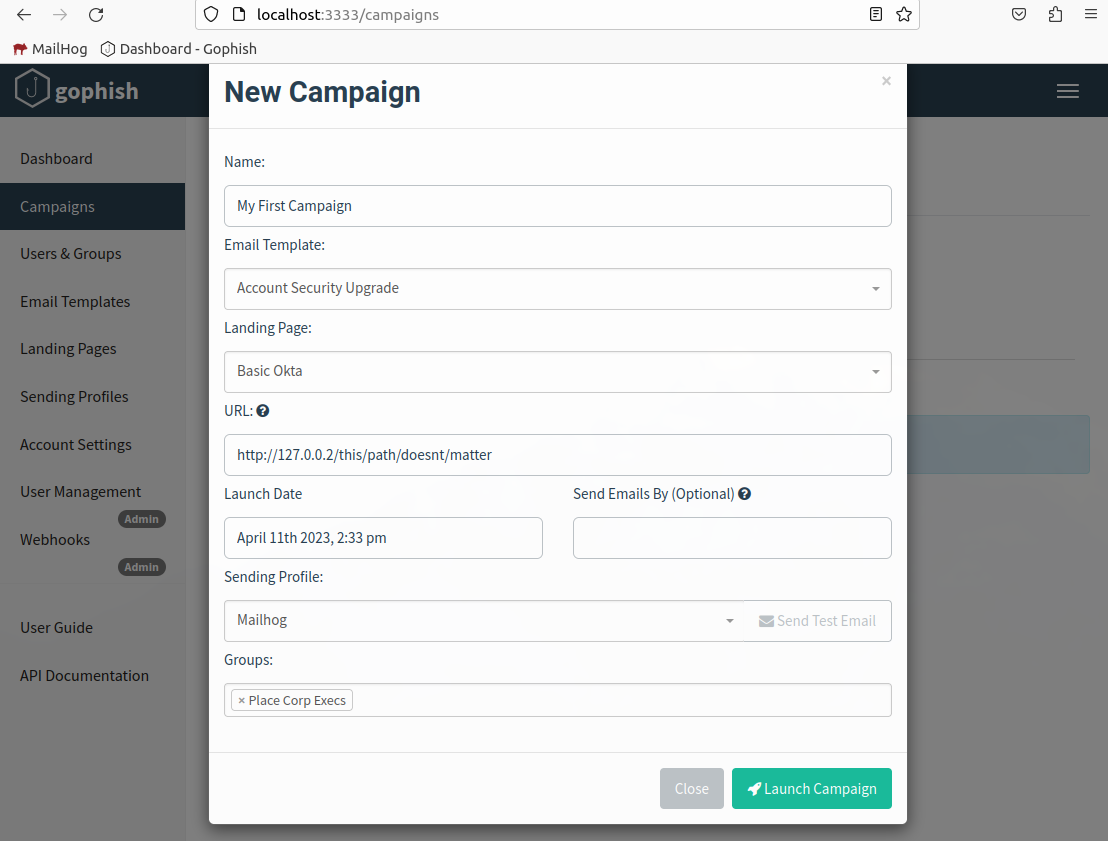 localhost:3333/campaigns
MailHog Dashboard - Gophish
gophish
New Campaign
×
Dashboard
Campaigns
Users & Groups
Email Templates
Landing Pages
Sending Profiles
Account Settings
User Management
Admin
Webhooks
Admin
User Guide
API Documentation
Name:
My First Campaign
Email Template:
Account Security Upgrade
Landing Page:
Basic Okta
URL: ?
http://127.0.0.2/this/path/doesnt/matter
Launch Date Send Emails By (Optional) ?
April 11th 2023, 2:33 pm
Sending Profile:
Mailhog Send Test Email
Groups:
× Place Corp Execs
Close Launch Campaign